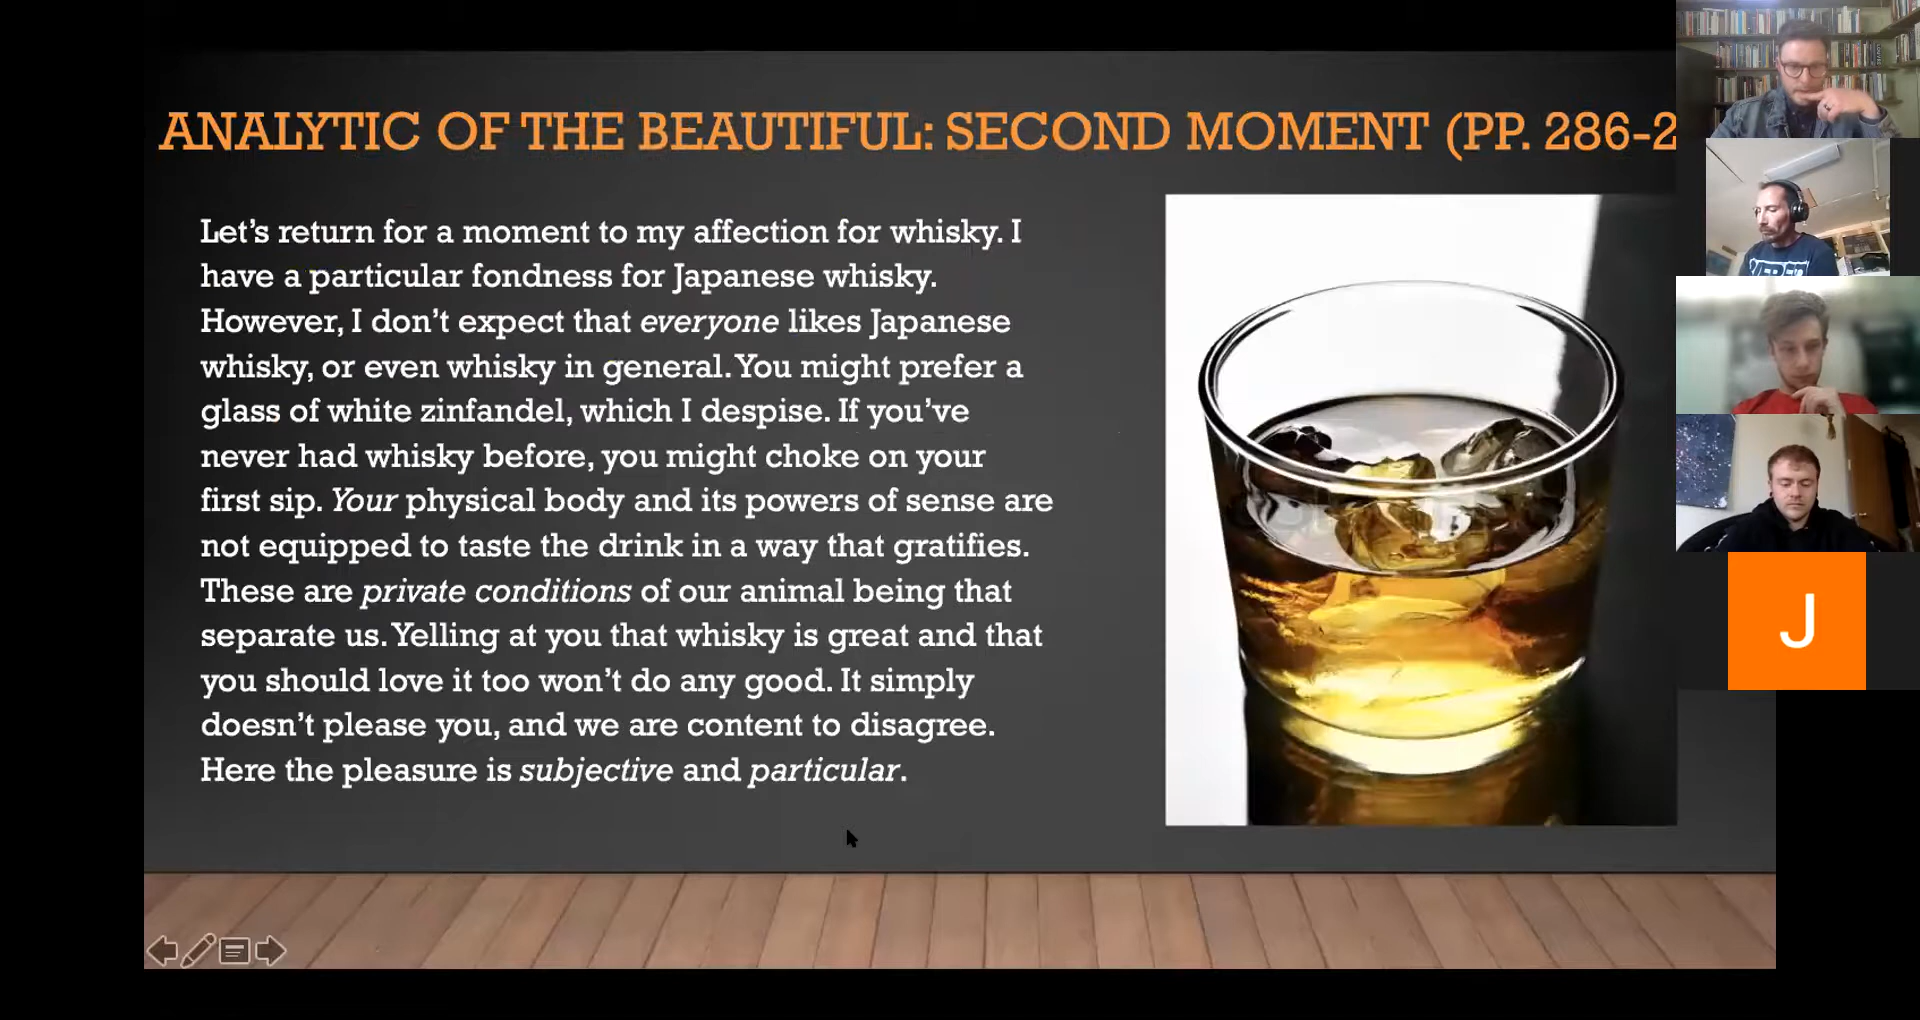 ANALYTIC OF THE BEAUTIFUL: SECOND MOMENT (PP. 286-2
Let’s return for a moment to my affection for whisky. I
have a particular fondness for Japanese whisky.
However, I don’t expect that everyone likes Japanese
whisky, or even whisky in general. You might prefer a
glass of white zinfandel, which I despise. If you’ve
never had whisky before, you might choke on your
first sip. Your physical body and its powers of sense are
not equipped to taste the drink in a way that gratifies.
These are private conditions of our animal being that
separate us. Yelling at you that whisky is great and that
you should love it too won’t do any good. It simply
doesn’t please you, and we are content to disagree.
Here the pleasure is subjective and particular.
J